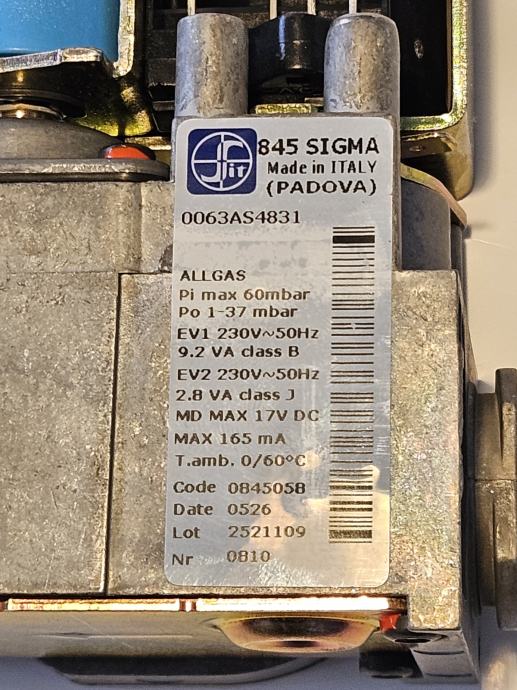 Sit
845 SIGMA
Made in ITALY
(PADOVA)
0063AS4831
ALLGAS
Pi max 60mbar
Po 1-37 mbar
EV1 230V~50Hz
9.2 VA class B
EV2 230V~50Hz
2.8 VA class J
MD MAX 17V DC
MAX 165 mA
T.amb. 0/60°C
Code 0845058
Date 0526
Lot 2521109
Nr 0810